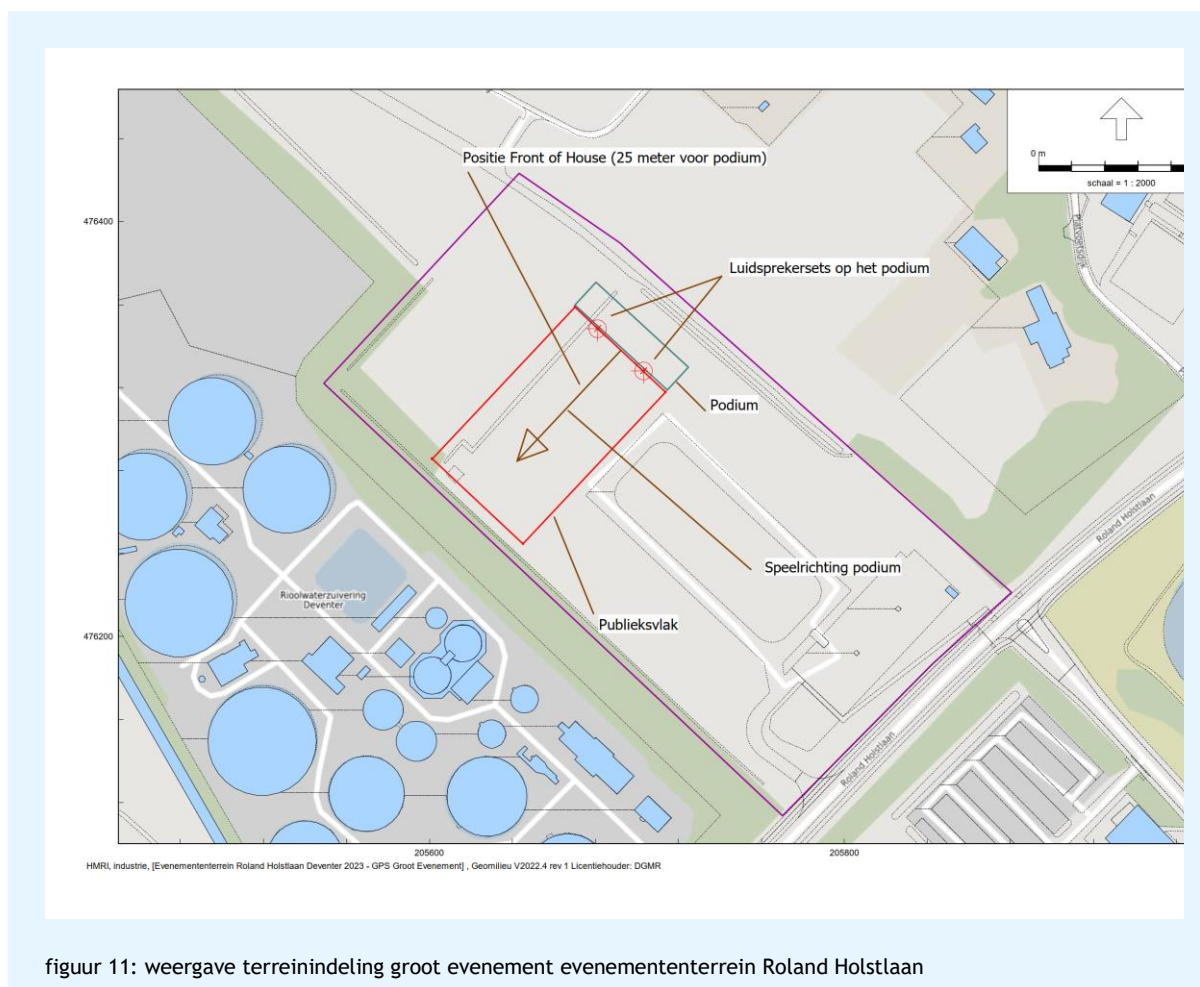 Positie Front of House (25 meter voor podium)
0 m
schaal = 1 : 2000
476400
Luidsprekersets op het podium
Podium
Roland Holstlaan
Speelrichting podium
Rioolwaterzuivering
Deventer
Publieksvlak
476200
Roland Holstlaan
205600
205800
HMRI, industrie, [Evenemententerrein Roland Holstlaan Deventer 2023 - GPS Groot Evenement] , Geomilieu V2022.4 rev 1 Licentiehouder: DGMR
figuur 11: weergave terreinindeling groot evenement evenemententerrein Roland Holstlaan